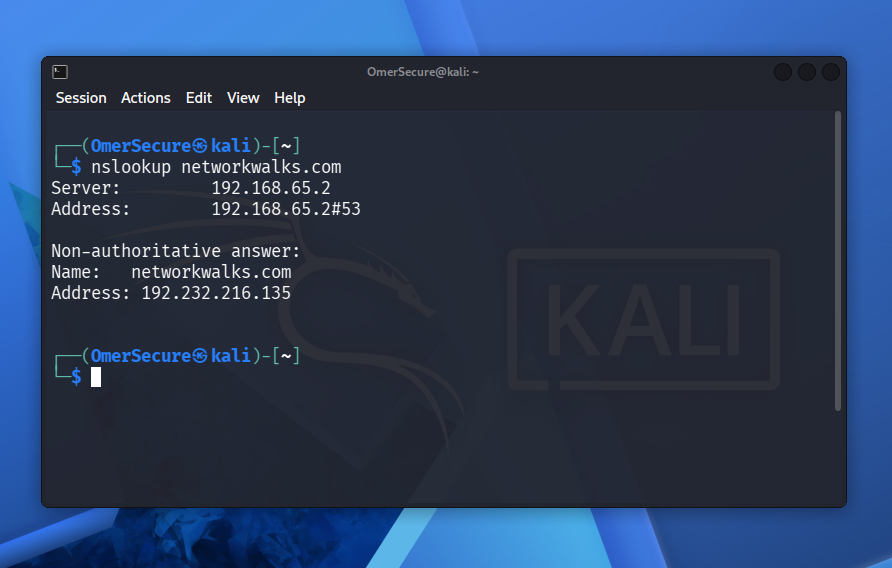 OmerSecure@kali: ~
Session Actions Edit View Help
┌──(OmerSecure㉿kali)-[~]
└─$ nslookup networkwalks.com
Server:         192.168.65.2
Address:        192.168.65.2#53
Non-authoritative answer:
Name:   networkwalks.com
Address: 192.232.216.135
┌──(OmerSecure㉿kali)-[~]
└─$
KALI